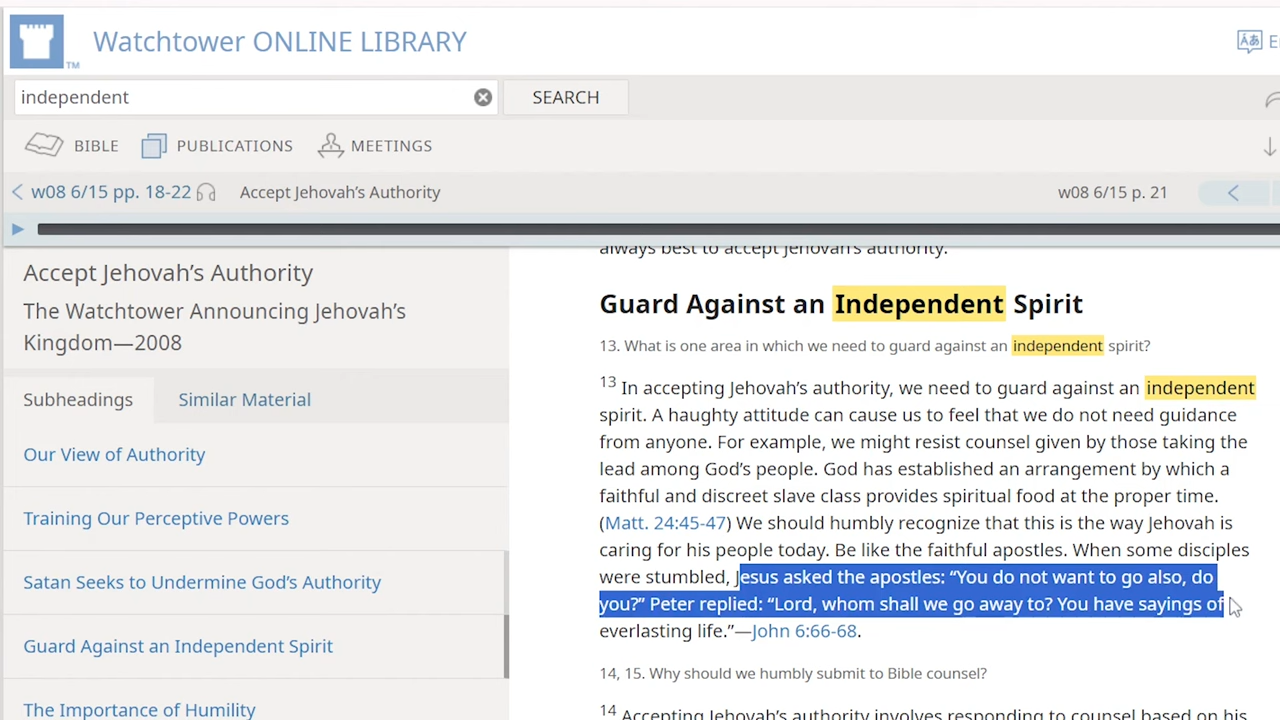 Watchtower ONLINE LIBRARY
TM
independent
SEARCH
BIBLE
PUBLICATIONS
MEETINGS
w08 6/15 pp. 18-22
Accept Jehovah’s Authority
w08 6/15 p. 21
Accept Jehovah’s Authority
The Watchtower Announcing Jehovah’s
Kingdom—2008
Subheadings
Similar Material
Our View of Authority
Training Our Perceptive Powers
Satan Seeks to Undermine God’s Authority
Guard Against an Independent Spirit
The Importance of Humility
always best to accept Jehovah’s authority.
Guard Against an Independent Spirit
13. What is one area in which we need to guard against an independent spirit?
13 In accepting Jehovah’s authority, we need to guard against an independent
spirit. A haughty attitude can cause us to feel that we do not need guidance
from anyone. For example, we might resist counsel given by those taking the
lead among God’s people. God has established an arrangement by which a
faithful and discreet slave class provides spiritual food at the proper time.
(Matt. 24:45-47) We should humbly recognize that this is the way Jehovah is
caring for his people today. Be like the faithful apostles. When some disciples
were stumbled, Jesus asked the apostles: “You do not want to go also, do
you?” Peter replied: “Lord, whom shall we go away to? You have sayings of
everlasting life.”—John 6:66-68.
14, 15. Why should we humbly submit to Bible counsel?
14 Accepting Jehovah’s authority involves responding to counsel based on his